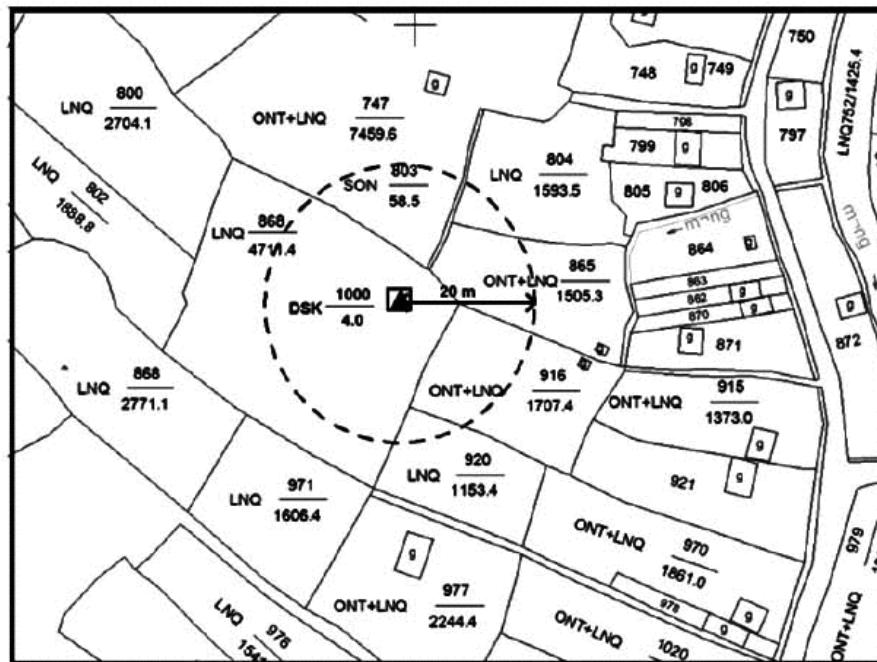 750
748
g
749
LNQ 800
2704.1
747
ONT+LNQ
7459.6
g
g
797
LNQ752/1425.4
798
799
g
LNQ 804
1593.5
805
g
806
LNQ 802
1838.8
SON 803
58.5
LNQ 868
4711.4
864
g
ONT+LNQ 865
1505.3
863
862
g
870
g
DSK 1000
4.0
20 m
g
871
872
g
LNQ 868
2771.1
ONT+LNQ 916
1707.4
ONT+LNQ 915
1373.0
g
LNQ 920
1153.4
921
g
LNQ 971
1606.4
ONT+LNQ 970
1861.0
979
ONT+LNQ
g
ONT+LNQ 977
2244.4
978
g
g
LNQ 976
ONT+LNQ 1020